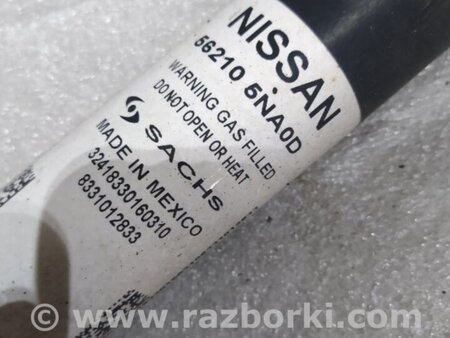 NISSAN
56210 5NA0D
WARNING GAS FILLED
DO NOT OPEN OR HEAT
SACHS
MADE IN MEXICO
32418330160310
8331012833
www.razborki.com